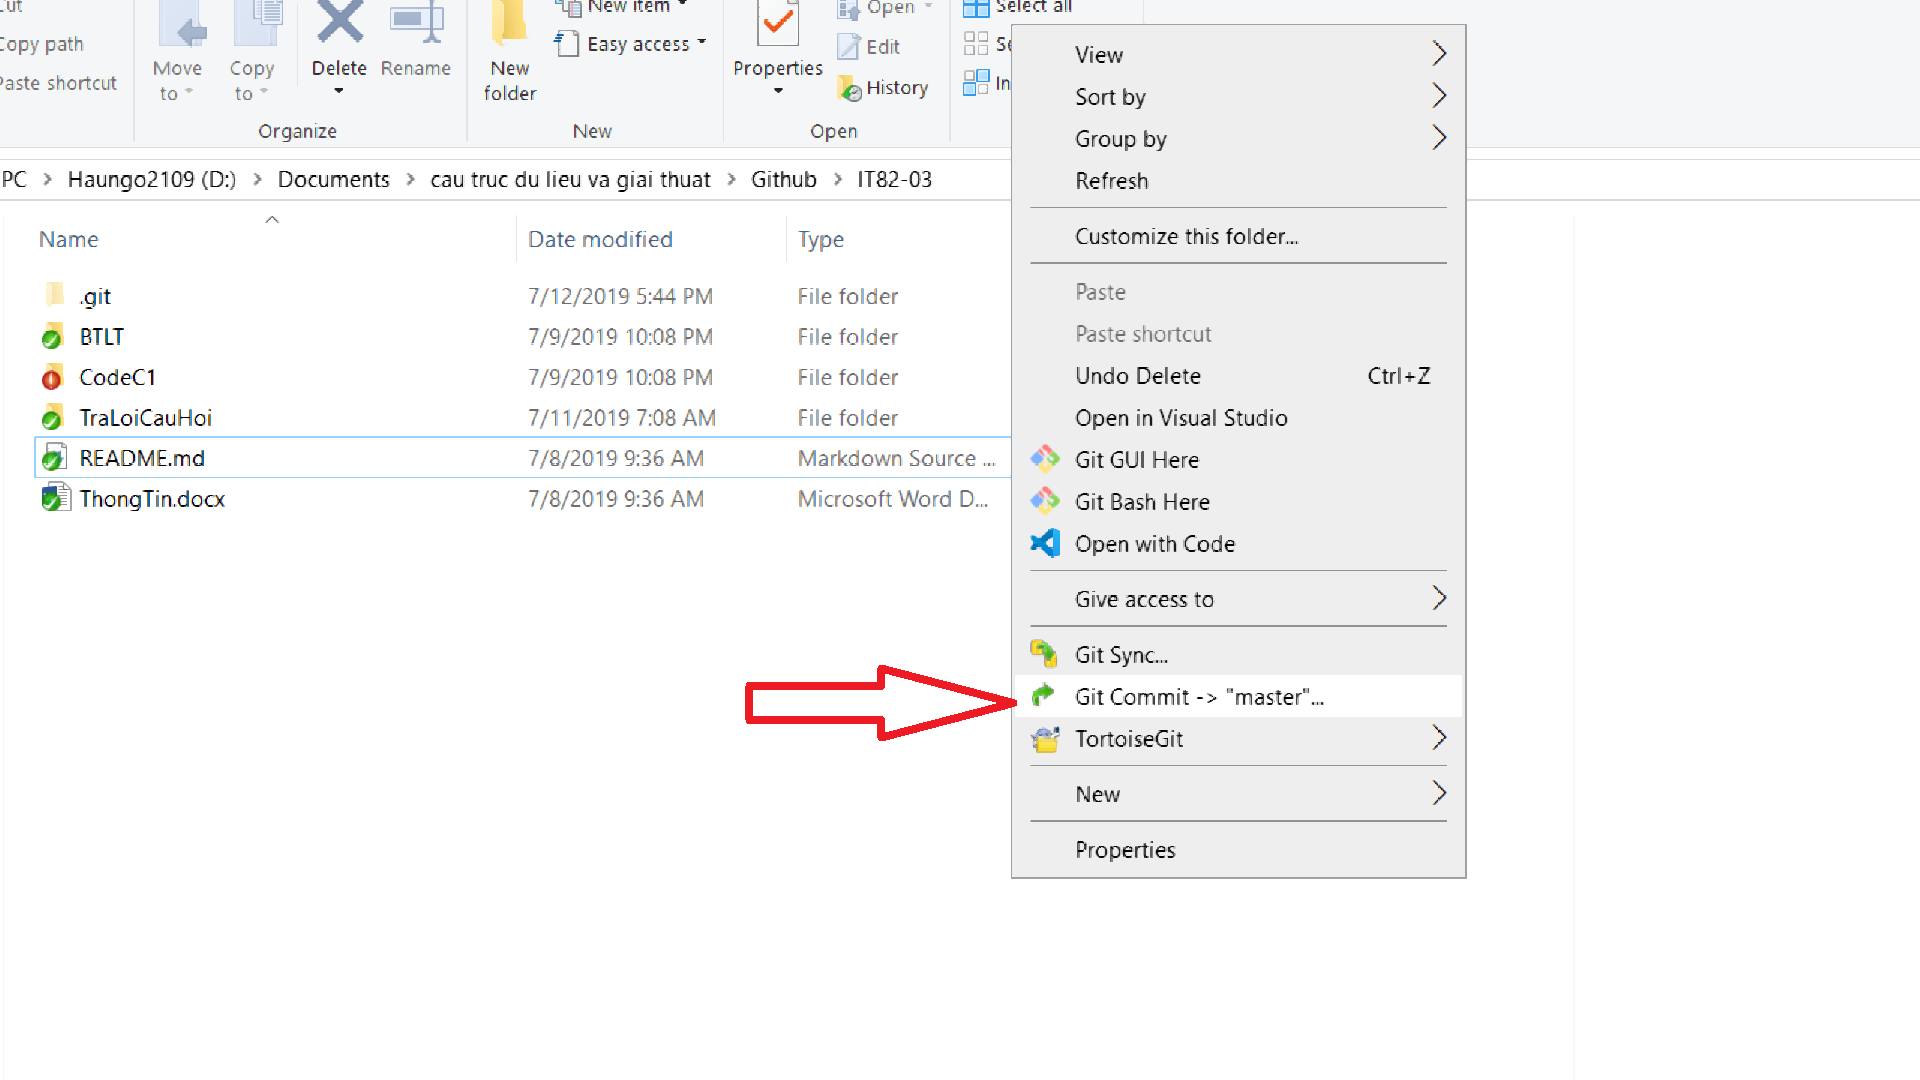 Copy path
Paste shortcut
Move to
Copy to
Delete
Rename
Organize
New folder
New item
Easy access
New
Properties
Open
Edit
History
Open
Select all
PC > Haungo2109 (D:) > Documents > cau truc du lieu va giai thuat > Github > IT82-03
Name Date modified Type
.git 7/12/2019 5:44 PM File folder
BTLT 7/9/2019 10:08 PM File folder
CodeC1 7/9/2019 10:08 PM File folder
TraLoiCauHoi 7/11/2019 7:08 AM File folder
README.md 7/8/2019 9:36 AM Markdown Source ...
ThongTin.docx 7/8/2019 9:36 AM Microsoft Word D...
View
Sort by
Group by
Refresh
Customize this folder...
Paste
Paste shortcut
Undo Delete Ctrl+Z
Open in Visual Studio
Git GUI Here
Git Bash Here
Open with Code
Give access to
Git Sync...
Git Commit -> "master"...
TortoiseGit
New
Properties